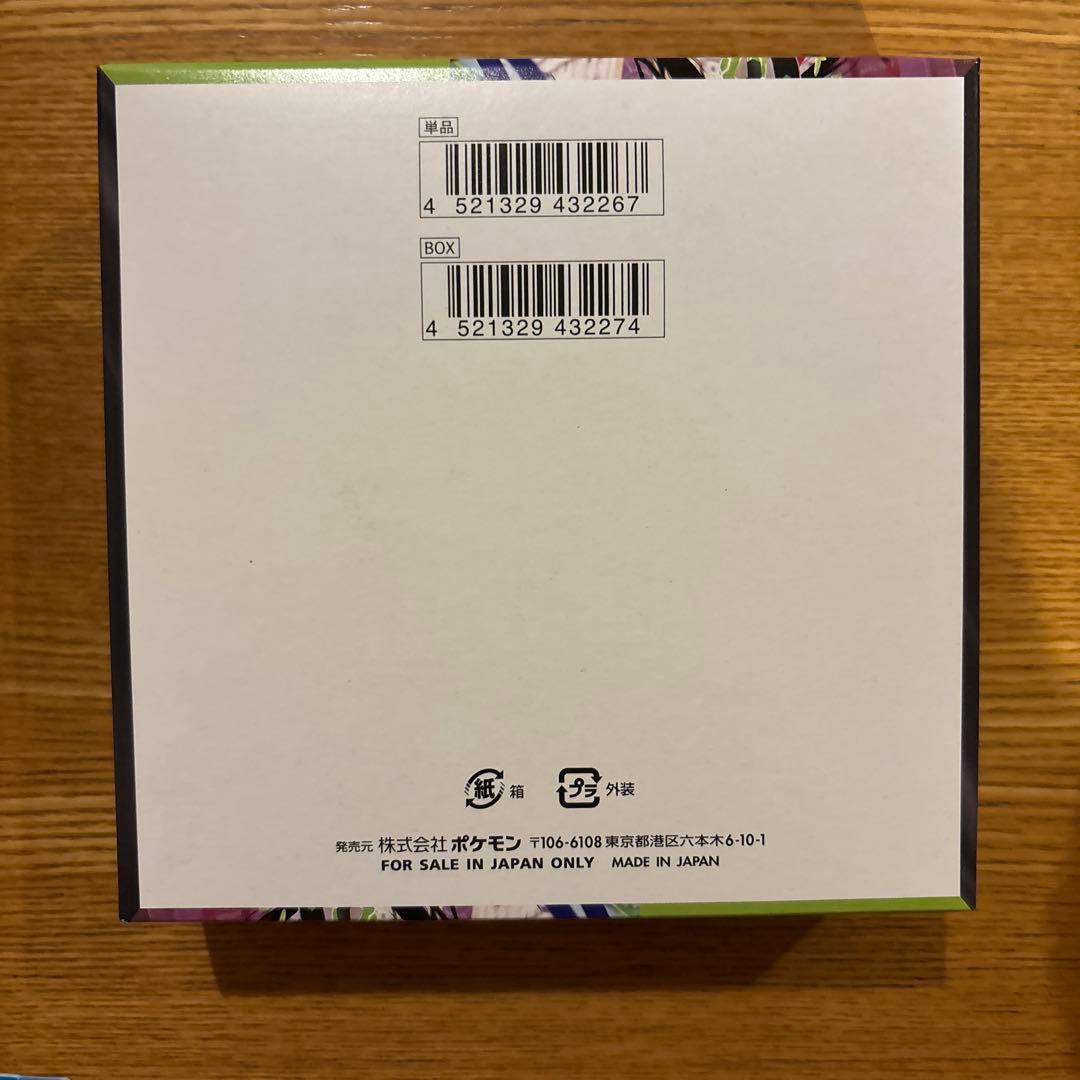 単品
4 521329 432267
BOX
4 521329 432274
紙 箱 プラ 外装
発売元 株式会社 ポケモン 〒106-6108 東京都港区六本木6-10-1
FOR SALE IN JAPAN ONLY MADE IN JAPAN